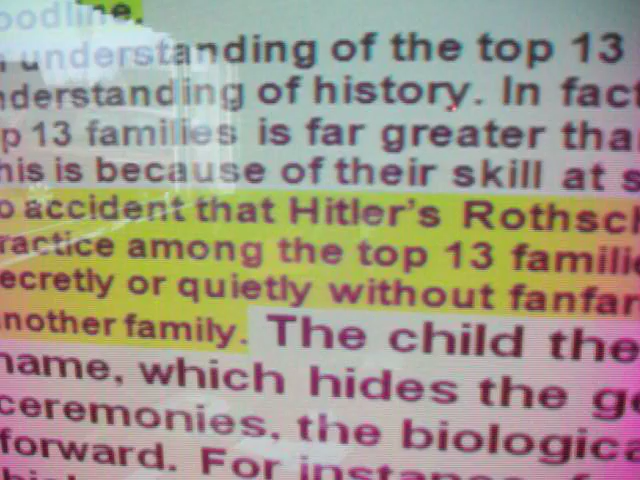 oodline.
understanding of the top 13
nderstanding of history. In fact
p 13 families is far greater tha
his is because of their skill at s
o accident that Hitler's Rothsch
ractice among the top 13 familie
ecretly or quietly without fanfar
nother family. The child the
name, which hides the ge
ceremonies, the biologica
forward. For instance, f